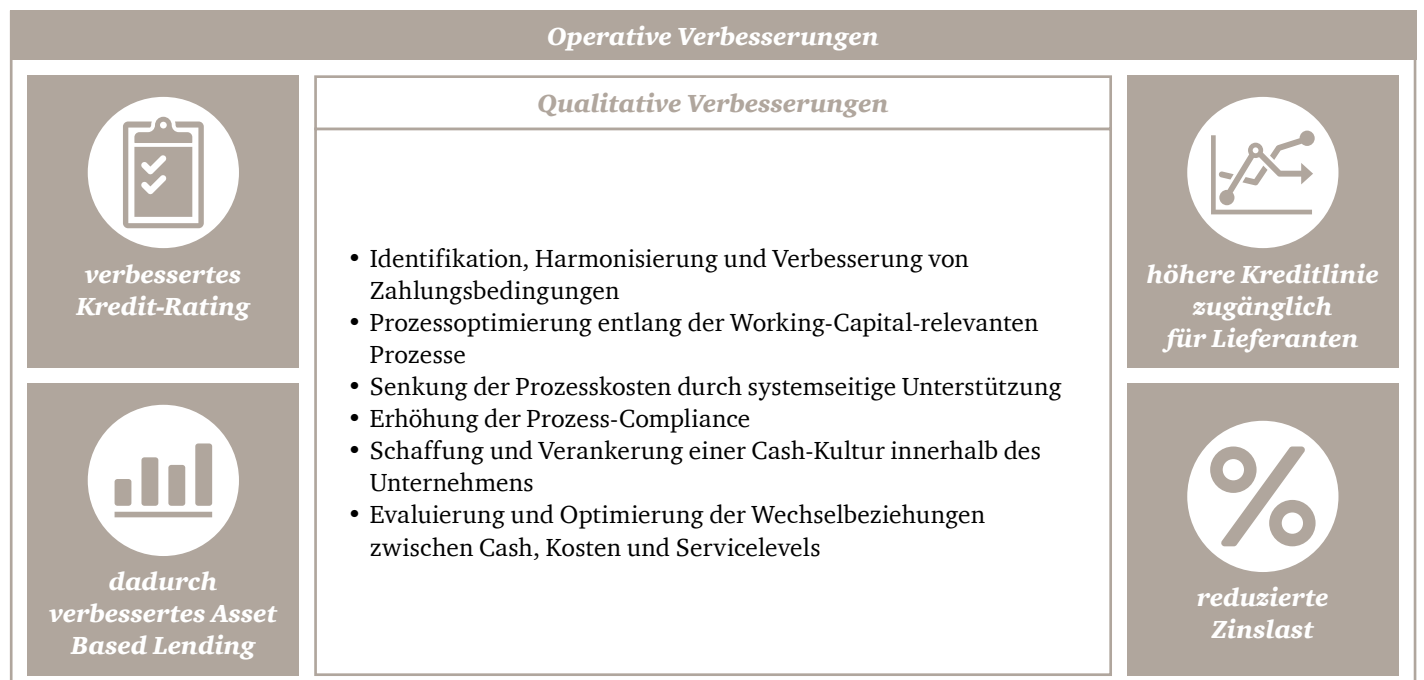 Operative Verbesserungen
verbessertes
Kredit-Rating
dadurch
verbessertes Asset
Based Lending
Qualitative Verbesserungen
• Identifikation, Harmonisierung und Verbesserung von
Zahlungsbedingungen
• Prozessoptimierung entlang der Working-Capital-relevanten
Prozesse
• Senkung der Prozesskosten durch systemseitige Unterstützung
• Erhöhung der Prozess-Compliance
• Schaffung und Verankerung einer Cash-Kultur innerhalb des
Unternehmens
• Evaluierung und Optimierung der Wechselbeziehungen
zwischen Cash, Kosten und Servicelevels
höhere Kreditlinie
zugänglich
für Lieferanten
%
reduzierte
Zinslast